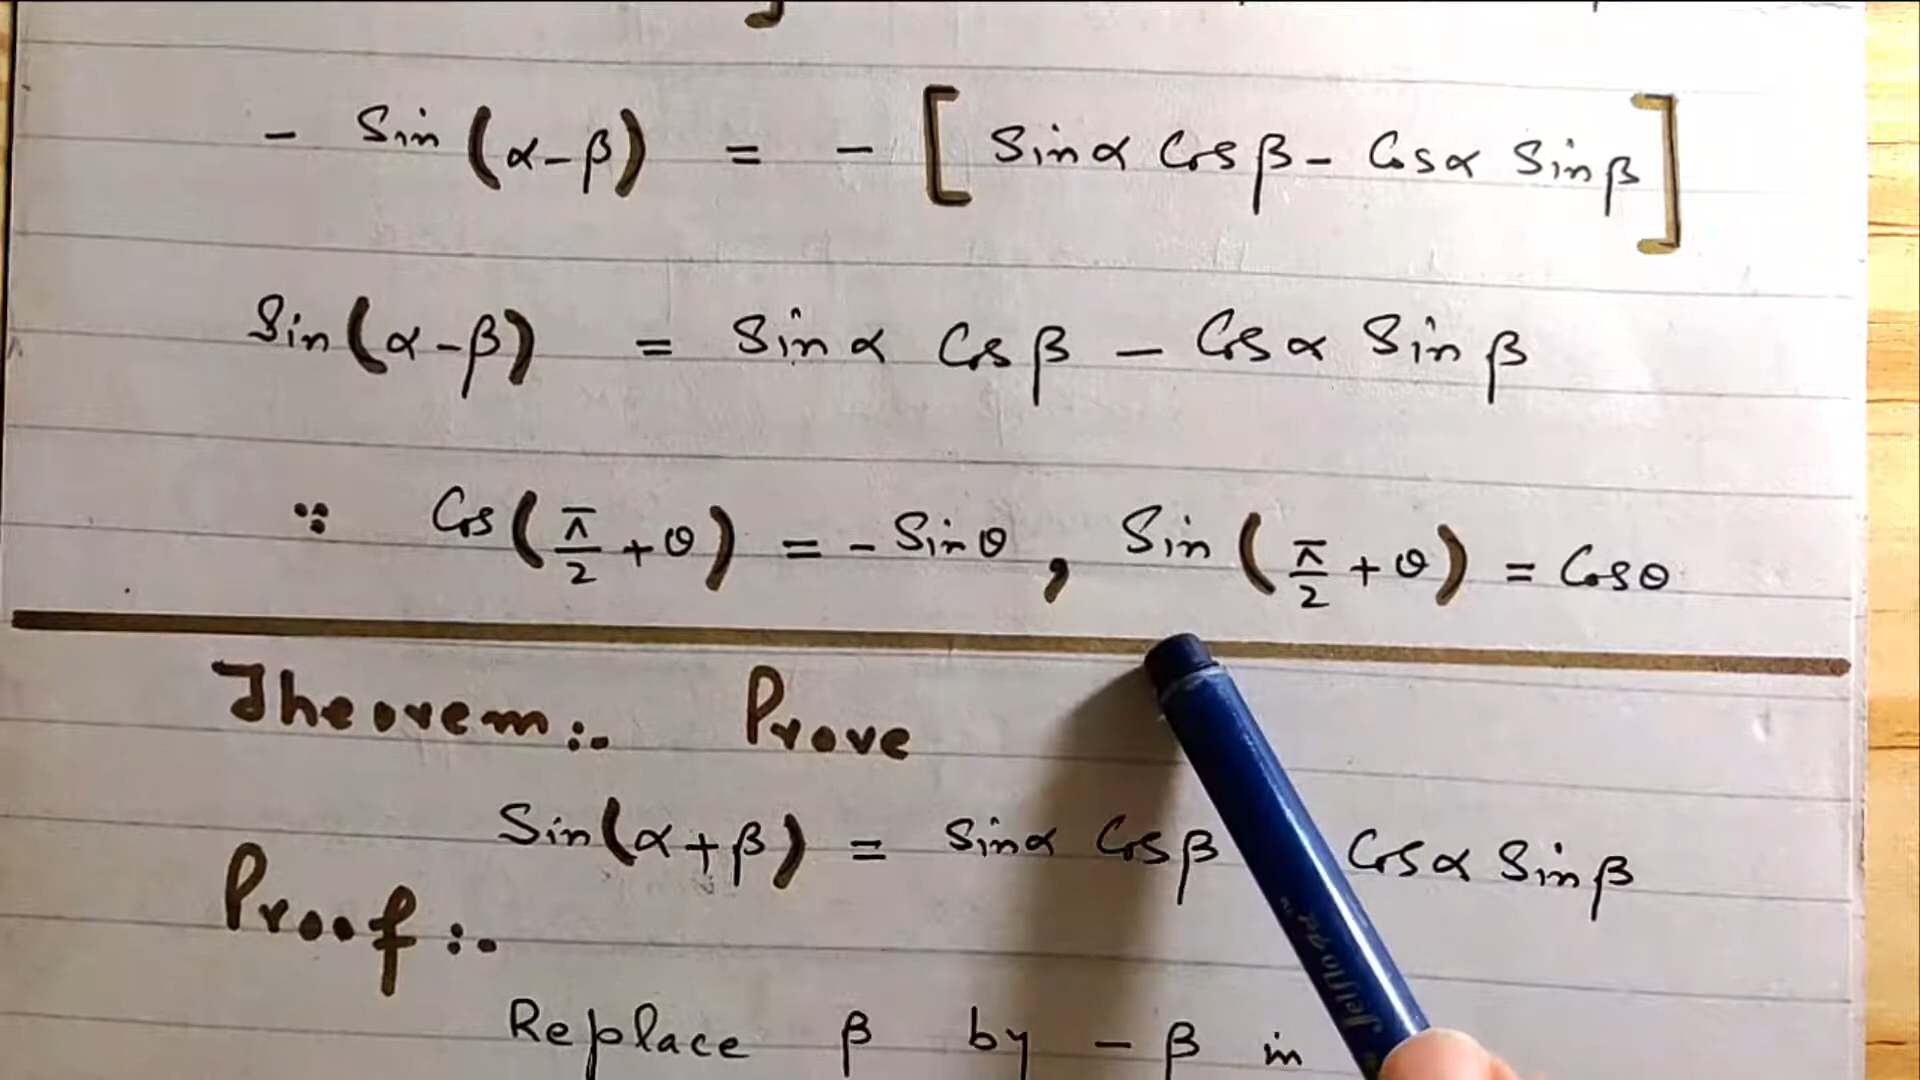 - Sin (α-β) = - [ Sinα Cosβ - Cosα Sinβ ]
Sin(α-β) = Sinα Cosβ - Cosα Sinβ
∵ Cos(π/2 + θ) = - Sinθ , Sin(π/2 + θ) = Cosθ
Theorem:- Prove
Sin(α+β) = Sinα Cosβ Cosα Sinβ
Proof:-
Replace β by - β in